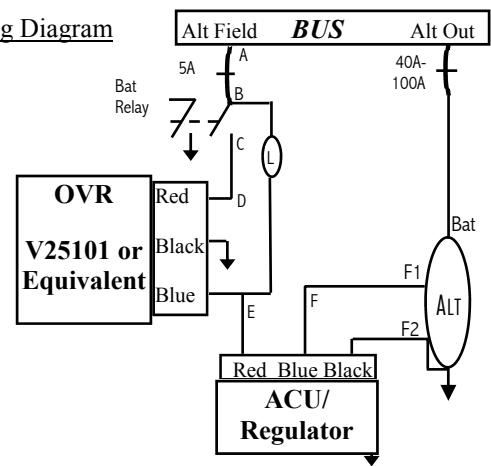 g Diagram
Alt Field BUS Alt Out
5A
A
40A-
100A
Bat
Relay
B
C
L
OVR
V25101 or
Equivalent
Red
D
Black
Blue
Bat
E
F
F1
F2
ALT
Red Blue Black
ACU/
Regulator